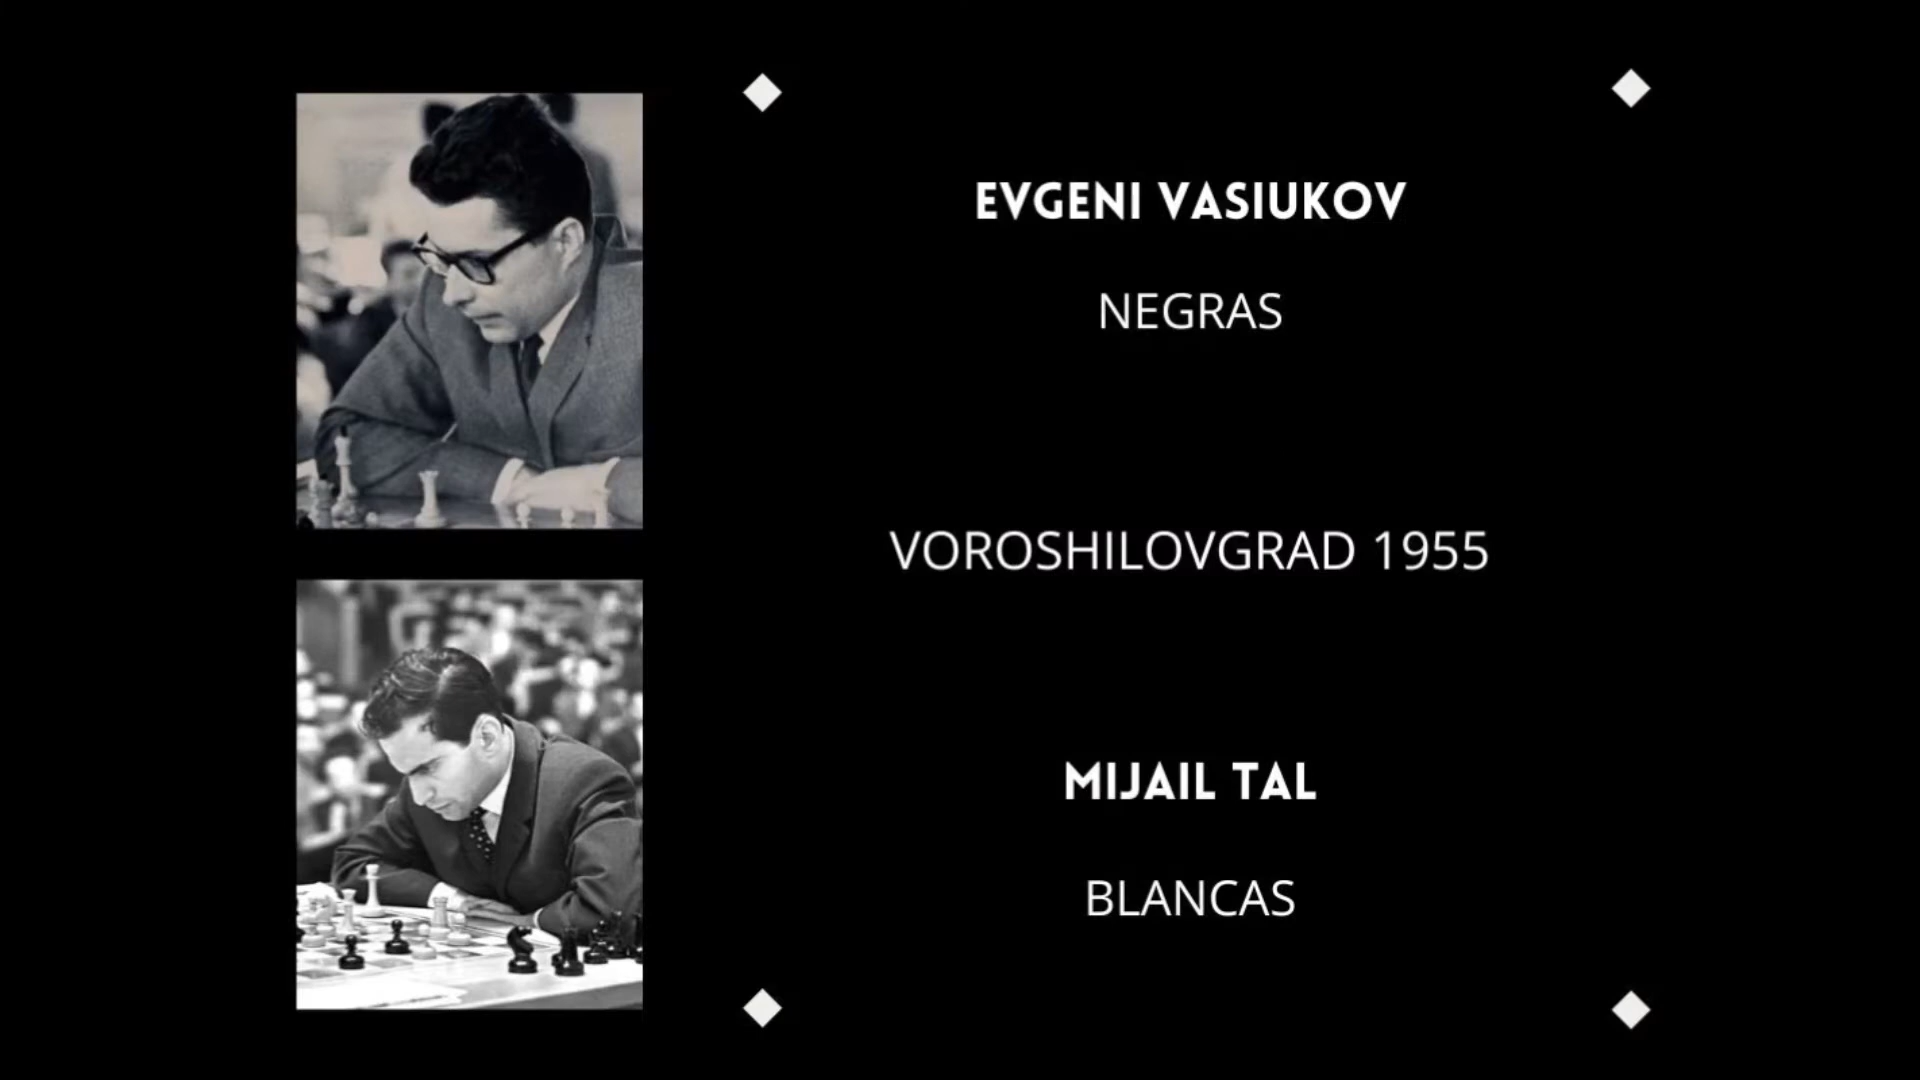 EVGENI VASIUKOV
NEGRAS
VOROSHILOVGRAD 1955
MIJAIL TAL
BLANCAS